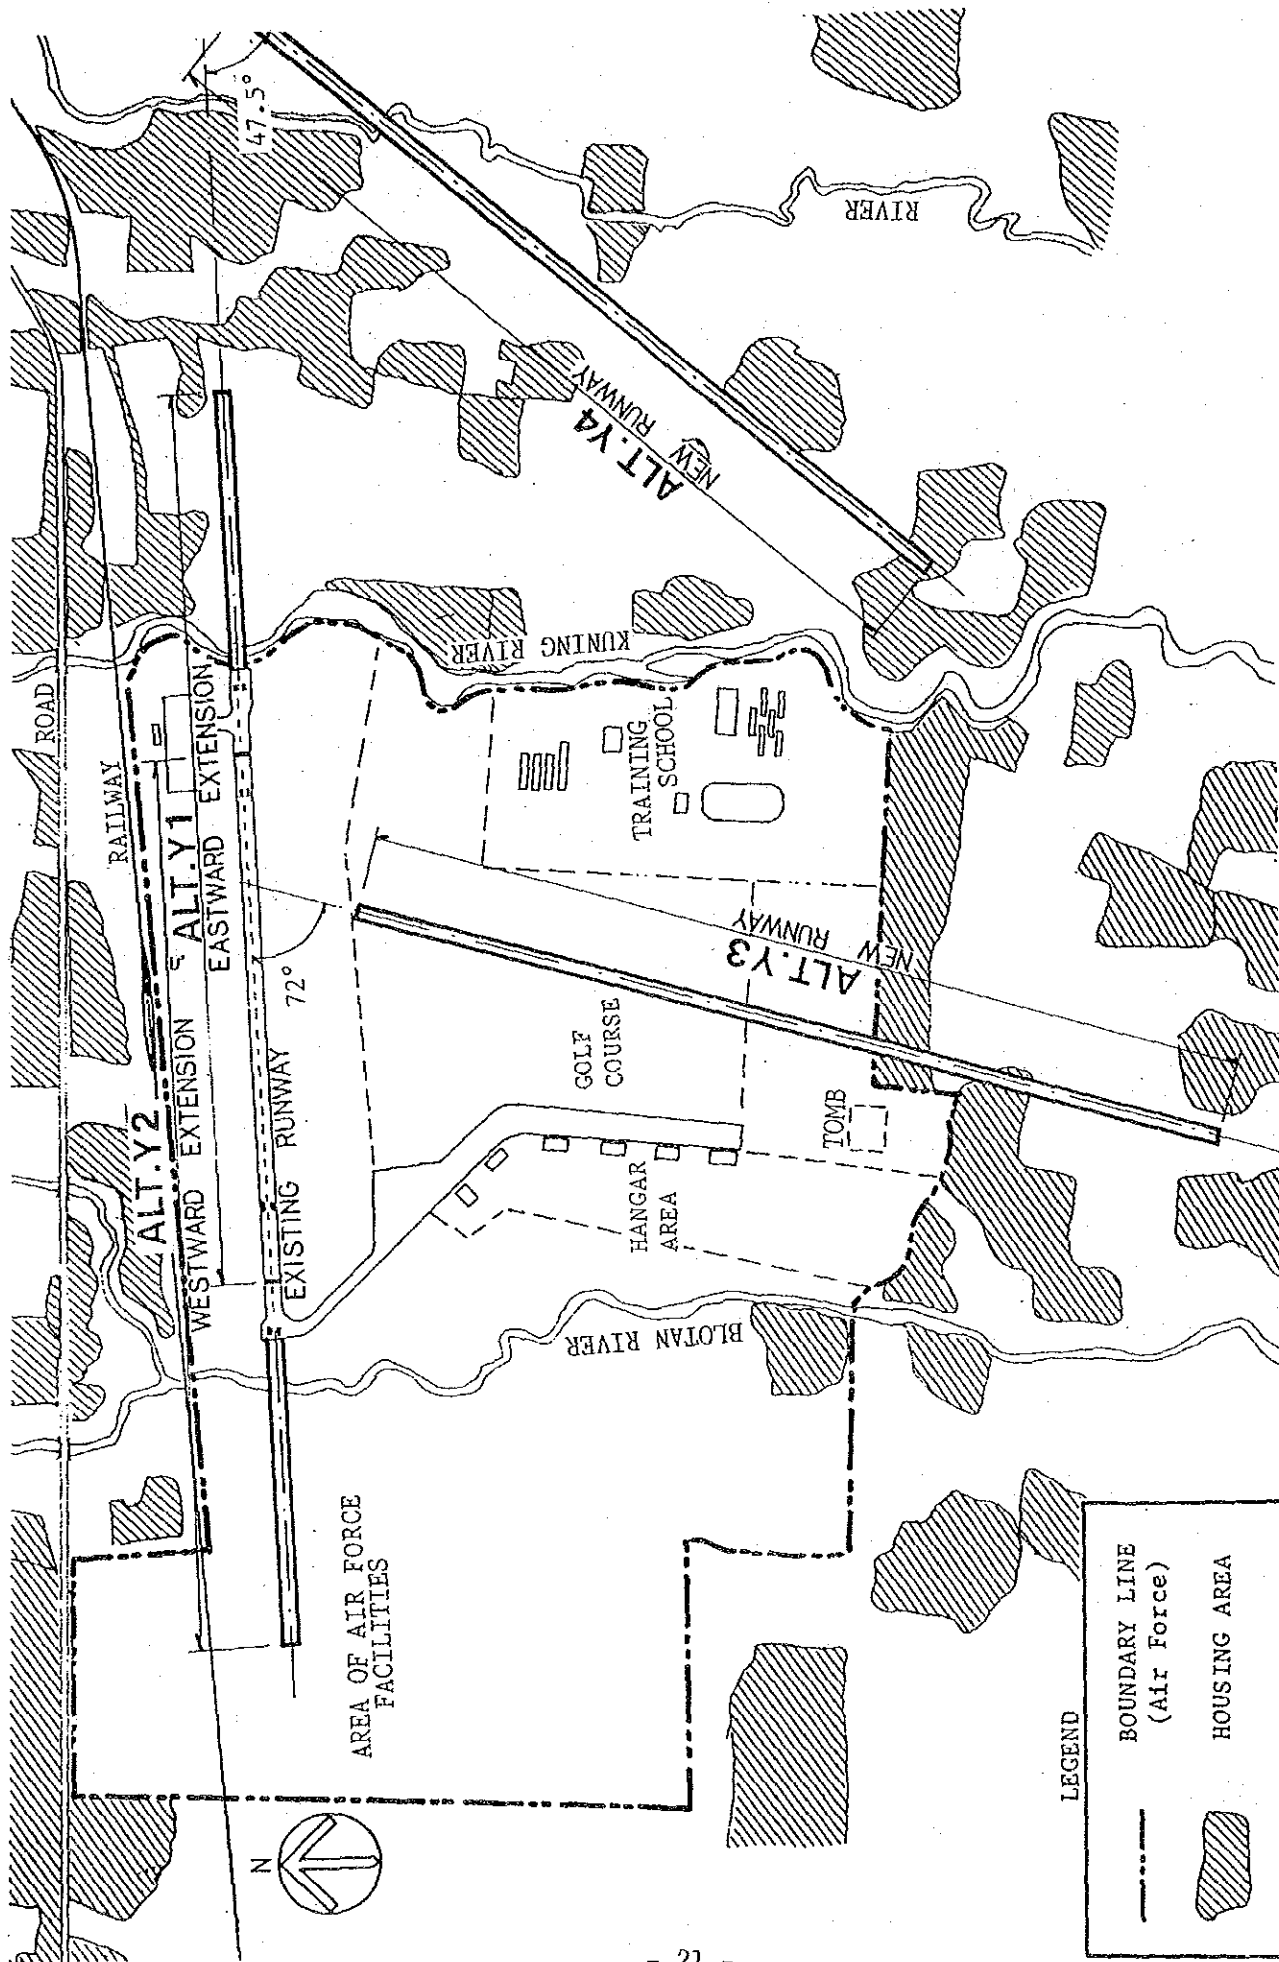 ROAD
RAILWAY
ALT.Y2
WESTWARD EXTENSION
ALT.Y1
EASTWARD EXTENSION
EXISTING RUNWAY
72°
47.5°
KUNING RIVER
BLOTAN RIVER
RIVER
ALT.Y4
NEW
RUNWAY
ALT.Y3
NEW
RUNWAY
TRAINING
SCHOOL
GOLF
COURSE
TOMB
HANGAR
AREA
AREA OF AIR FORCE
FACILITIES
N
LEGEND
BOUNDARY LINE
(Air Force)
HOUSING AREA
- 21 -